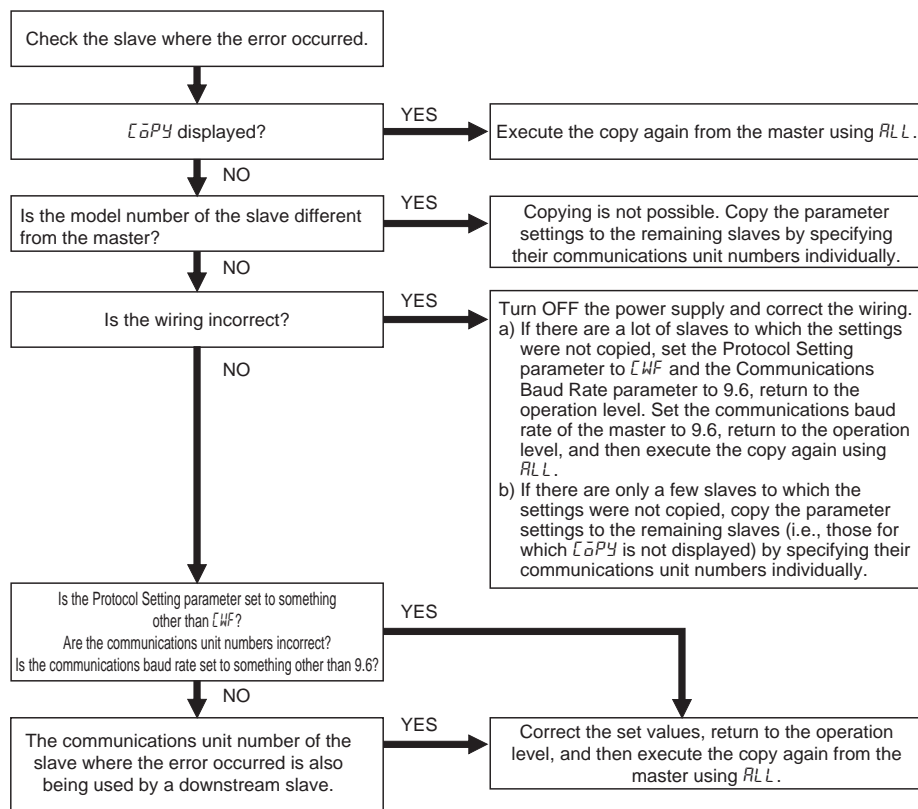 Check the slave where the error occurred.
CōPY displayed?
YES
Execute the copy again from the master using ALL.
NO
Is the model number of the slave different
from the master?
YES
Copying is not possible. Copy the parameter
settings to the remaining slaves by specifying
their communications unit numbers individually.
NO
Is the wiring incorrect?
YES
Turn OFF the power supply and correct the wiring.
a) If there are a lot of slaves to which the settings
were not copied, set the Protocol Setting
parameter to CWF and the Communications
Baud Rate parameter to 9.6, return to the
operation level. Set the communications baud
rate of the master to 9.6, return to the operation
level, and then execute the copy again using
ALL.
b) If there are only a few slaves to which the
settings were not copied, copy the parameter
settings to the remaining slaves (i.e., those for
which CōPY is not displayed) by specifying their
communications unit numbers individually.
NO
Is the Protocol Setting parameter set to something
other than CWF?
Are the communications unit numbers incorrect?
Is the communications baud rate set to something other than 9.6?
YES
NO
The communications unit number of the
slave where the error occurred is also
being used by a downstream slave.
YES
Correct the set values, return to the operation
level, and then execute the copy again from the
master using ALL.